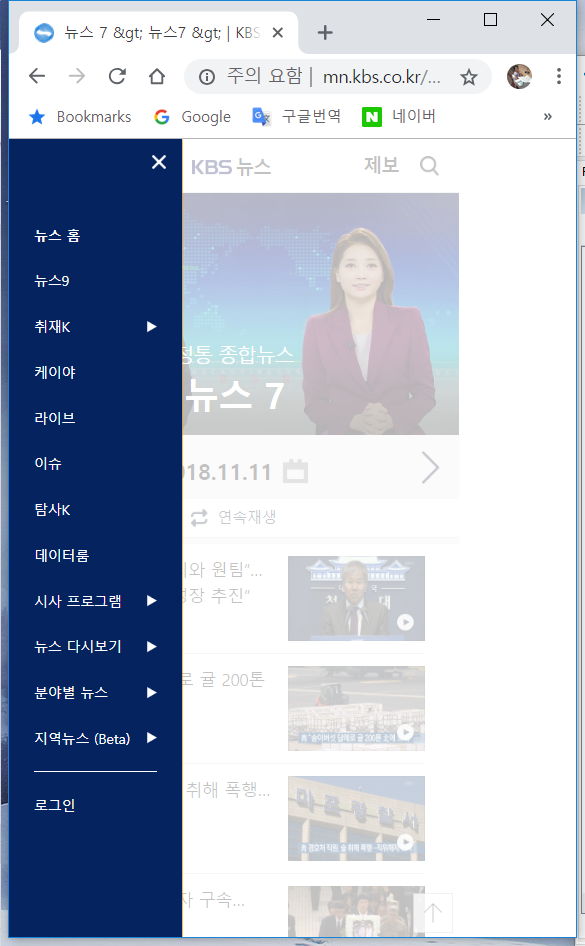 뉴스 7 &gt; 뉴스7 &gt; | KBS
주의 요함 | mn.kbs.co.kr/...
Bookmarks Google 구글번역 네이버 »
KBS 뉴스 제보
뉴스 홈
뉴스9
취재K
케이야
라이브
이슈
탐사K
데이터룸
시사 프로그램
뉴스 다시보기
분야별 뉴스
지역뉴스 (Beta)
로그인
정통 종합뉴스
뉴스 7
018.11.11
연속재생
와 원팀"...
성장 추진"
로 귤 200톤
취해 폭행...
자 구속...